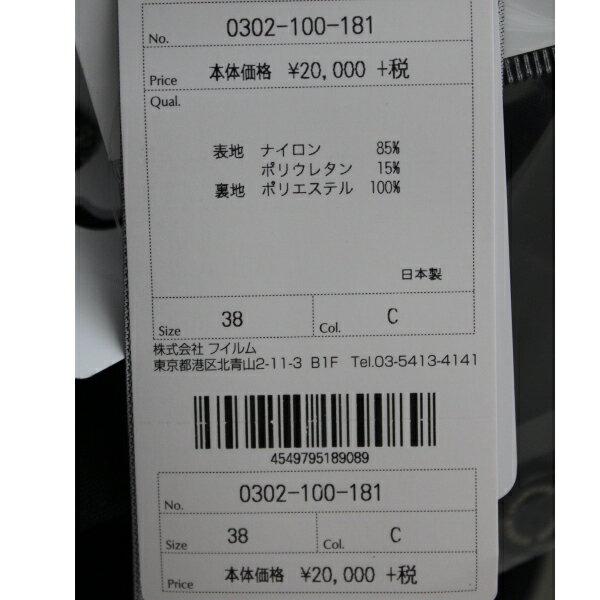 No. 0302-100-181
Price 本体価格 ¥20,000 +税
Qual.
表地 ナイロン 85%
ポリウレタン 15%
裏地 ポリエステル 100%
日本製
Size 38 Col. C
株式会社 フイルム
東京都港区北青山2-11-3 B1F Tel.03-5413-4141
4549795189089
No. 0302-100-181
Size 38 Col. C
Price 本体価格 ¥20,000 +税